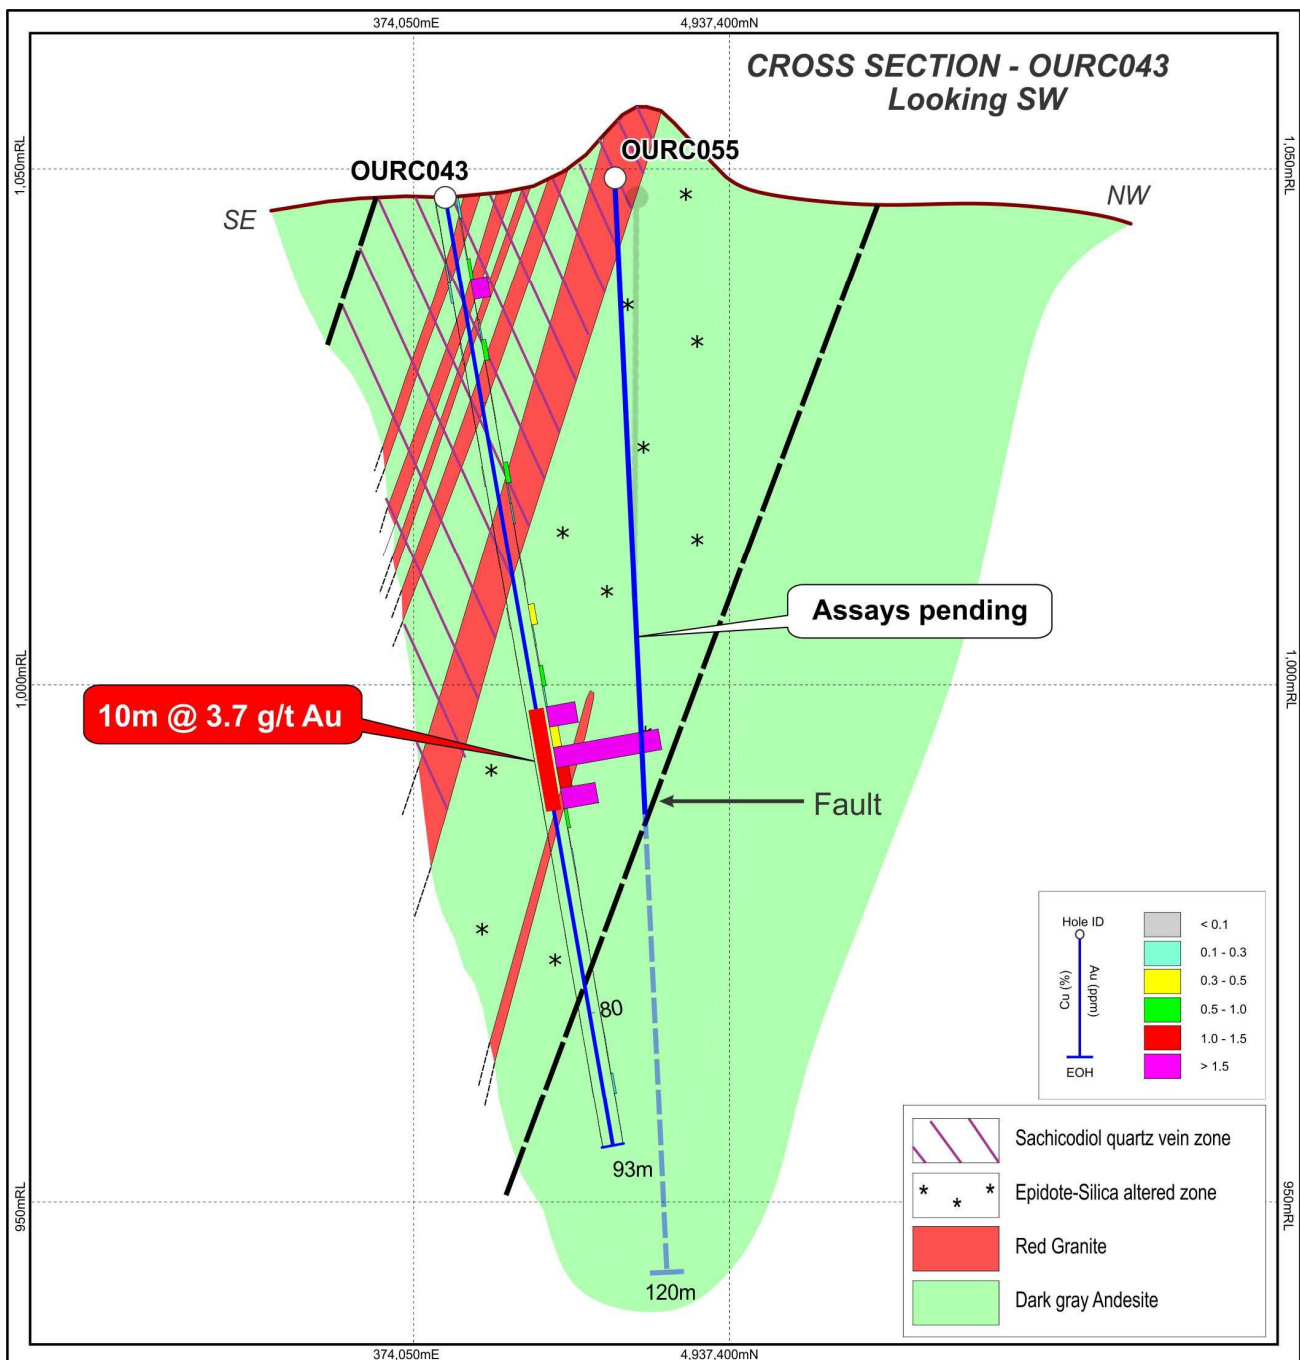 374,050mE
4,937,400mN
CROSS SECTION - OURC043
Looking SW
1,050mRL
1,050mRL
OURC055
OURC043
SE
NW
Assays pending
1,000mRL
1,000mRL
10m @ 3.7 g/t Au
Fault
80
93m
120m
950mRL
950mRL
Hole ID
Cu (%)
Au (ppm)
EOH
< 0.1
0.1 - 0.3
0.3 - 0.5
0.5 - 1.0
1.0 - 1.5
> 1.5
Sachicodiol quartz vein zone
Epidote-Silica altered zone
Red Granite
Dark gray Andesite
374,050mE
4,937,400mN